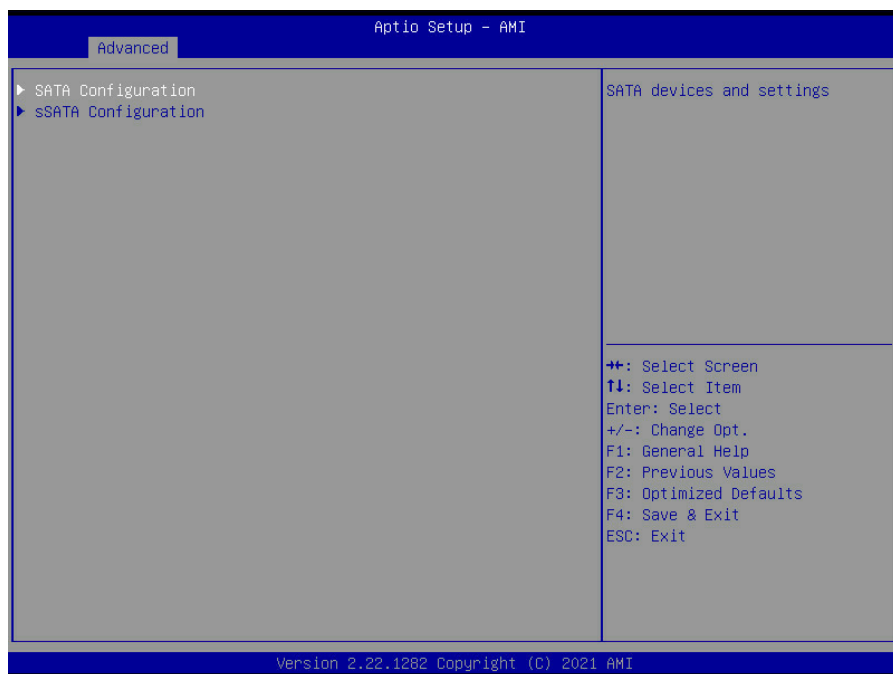 Aptio Setup – AMI
Advanced
▶ SATA Configuration
▶ sSATA Configuration
SATA devices and settings
→←: Select Screen
↑↓: Select Item
Enter: Select
+/-: Change Opt.
F1: General Help
F2: Previous Values
F3: Optimized Defaults
F4: Save & Exit
ESC: Exit
Version 2.22.1282 Copyright (C) 2021 AMI